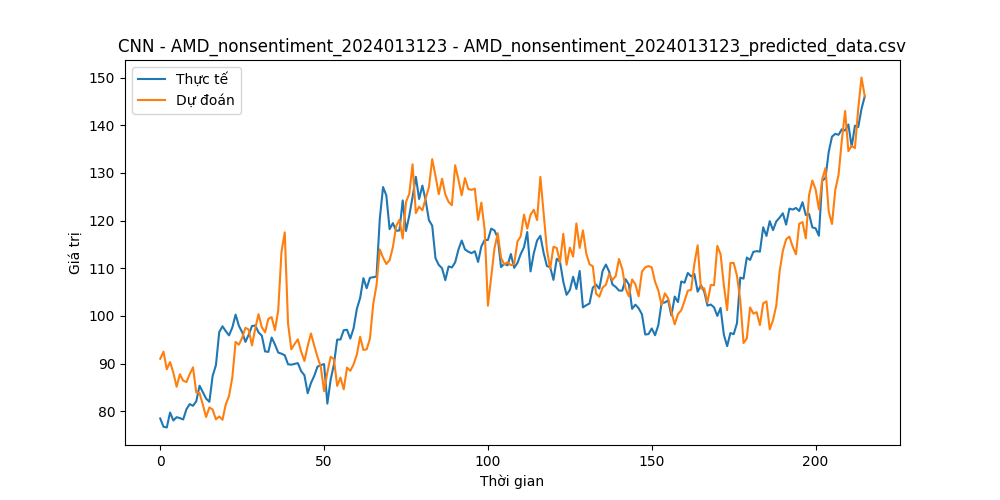 CNN - AMD_nonsentiment_2024013123 - AMD_nonsentiment_2024013123_predicted_data.csv
Thực tế
Dự đoán
Giá trị
150
140
130
120
110
100
90
80
0 50 100 150 200
Thời gian